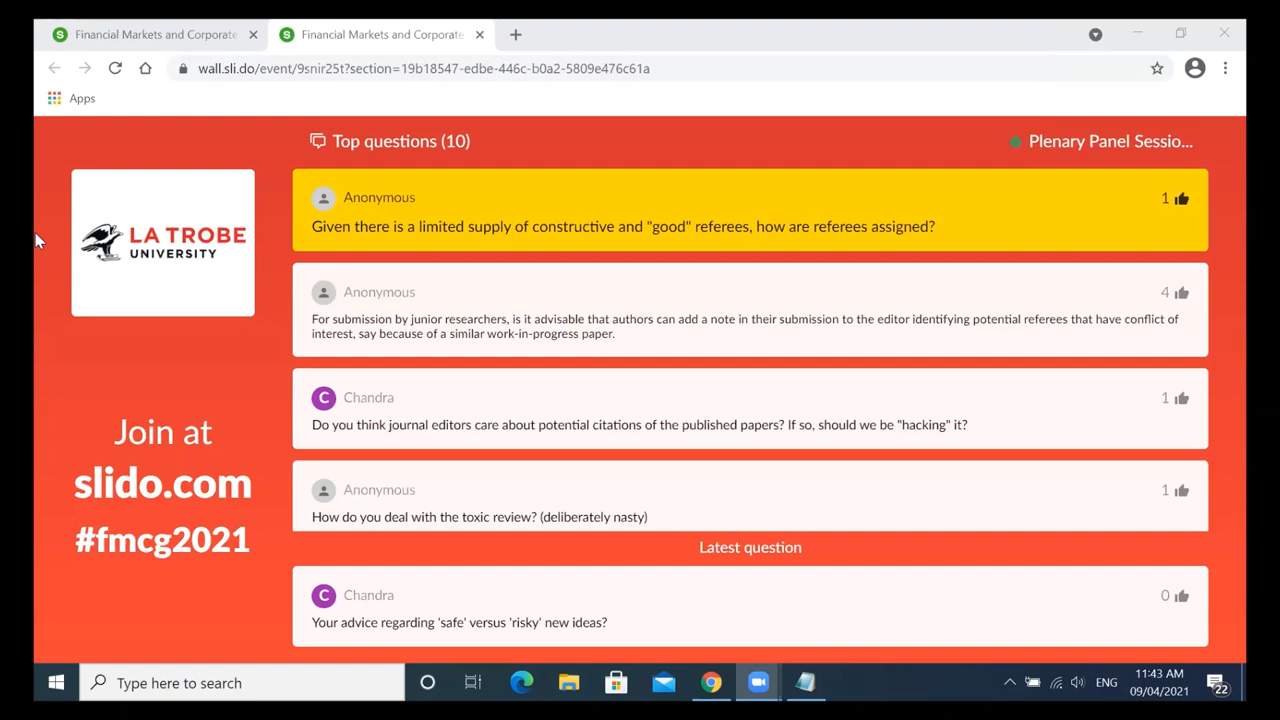 Financial Markets and Corporate
Financial Markets and Corporate
wall.sli.do/event/9snir25t?section=19b18547-edbe-446c-b0a2-5809e476c61a
Apps
Top questions (10)
Plenary Panel Sessio...
LA TROBE
UNIVERSITY
Anonymous
1
Given there is a limited supply of constructive and "good" referees, how are referees assigned?
Anonymous
4
For submission by junior researchers, is it advisable that authors can add a note in their submission to the editor identifying potential referees that have conflict of
interest, say because of a similar work-in-progress paper.
C
Chandra
1
Do you think journal editors care about potential citations of the published papers? If so, should we be "hacking" it?
Anonymous
1
How do you deal with the toxic review? (deliberately nasty)
Join at
slido.com
#fmcg2021
Latest question
C
Chandra
0
Your advice regarding 'safe' versus 'risky' new ideas?
Type here to search
ENG
11:43 AM
09/04/2021
22